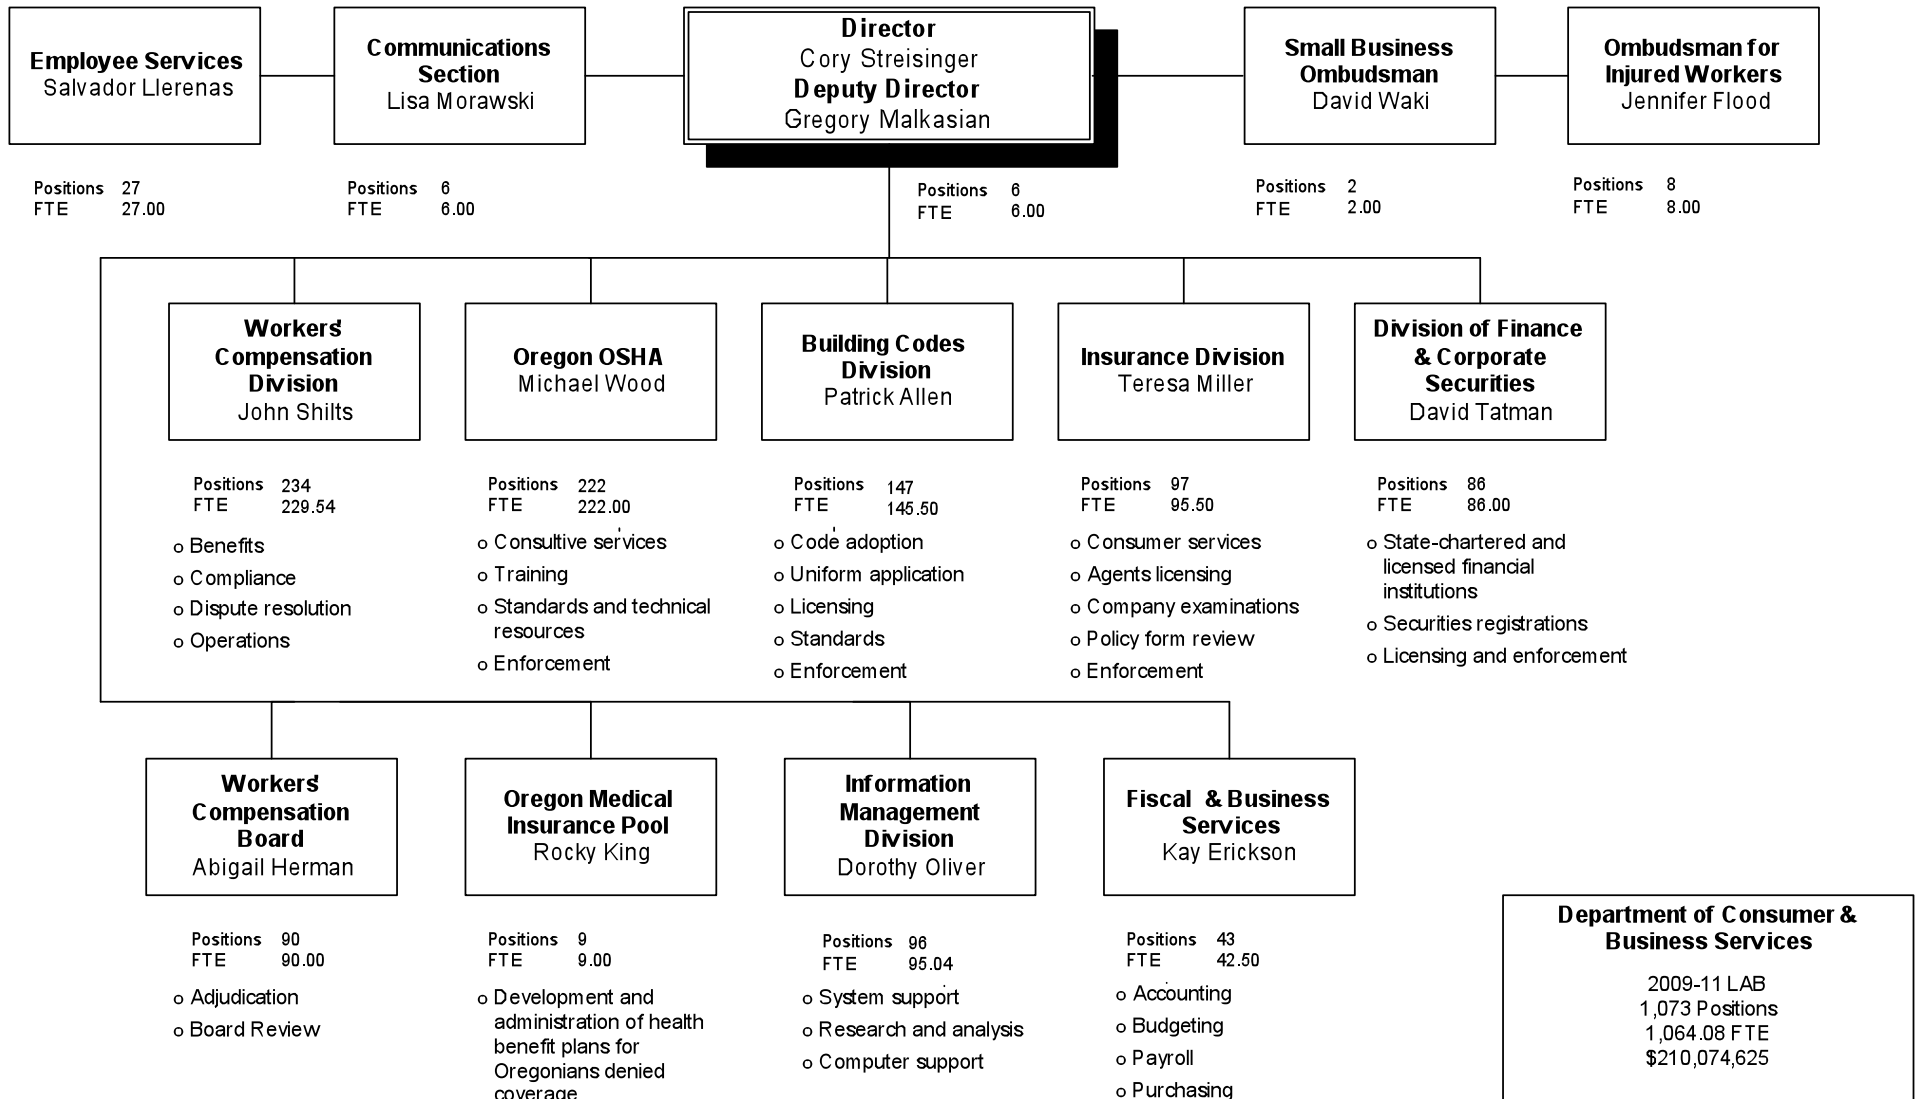 Employee Services
Salvador Llerenas
Communications
Section
Lisa Morawski
Director
Cory Streisinger
Deputy Director
Gregory Malkasian
Small Business
Ombudsman
David Waki
Ombudsman for
Injured Workers
Jennifer Flood
Positions 27
FTE 27.00
Positions 6
FTE 6.00
Positions 6
FTE 6.00
Positions 2
FTE 2.00
Positions 8
FTE 8.00
Workers'
Compensation
Division
John Shilts
Oregon OSHA
Michael Wood
Building Codes
Division
Patrick Allen
Insurance Division
Teresa Miller
Division of Finance
& Corporate
Securities
David Tatman
Positions 234
FTE 229.54
o Benefits
o Compliance
o Dispute resolution
o Operations
Positions 222
FTE 222.00
o Consultive services
o Training
o Standards and technical
resources
o Enforcement
Positions 147
FTE 145.50
o Code adoption
o Uniform application
o Licensing
o Standards
o Enforcement
Positions 97
FTE 95.50
o Consumer services
o Agents licensing
o Company examinations
o Policy form review
o Enforcement
Positions 86
FTE 86.00
o State-chartered and
licensed financial
institutions
o Securities registrations
o Licensing and enforcement
Workers'
Compensation
Board
Abigail Herman
Oregon Medical
Insurance Pool
Rocky King
Information
Management
Division
Dorothy Oliver
Fiscal & Business
Services
Kay Erickson
Positions 90
FTE 90.00
o Adjudication
o Board Review
Positions 9
FTE 9.00
o Development and
administration of health
benefit plans for
Oregonians denied
coverage
Positions 96
FTE 95.04
o System support
o Research and analysis
o Computer support
Positions 43
FTE 42.50
o Accounting
o Budgeting
o Payroll
o Purchasing
Department of Consumer &
Business Services
2009-11 LAB
1,073 Positions
1,064.08 FTE
$210,074,625